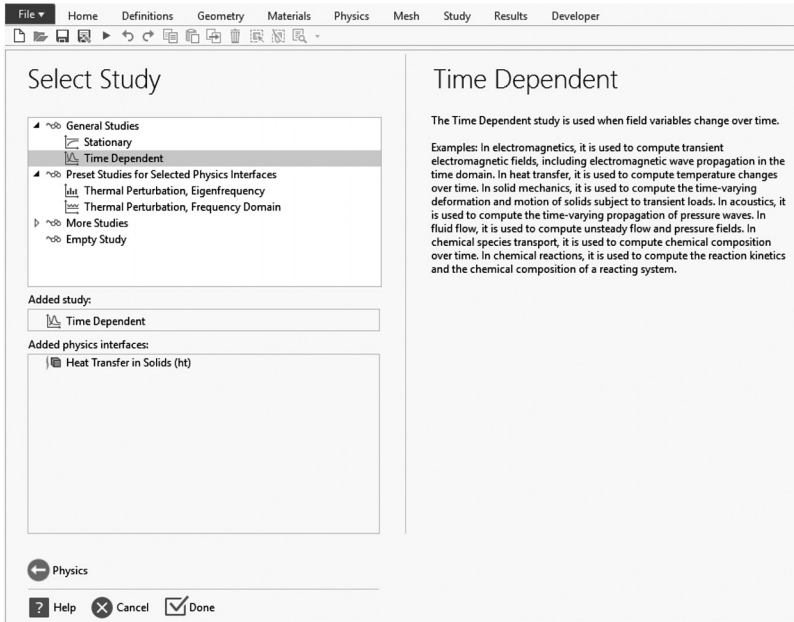 File Home Definitions Geometry Materials Physics Mesh Study Results Developer
Select Study
General Studies
Stationary
Time Dependent
Preset Studies for Selected Physics Interfaces
Thermal Perturbation, Eigenfrequency
Thermal Perturbation, Frequency Domain
More Studies
Empty Study
Added study:
Time Dependent
Added physics interfaces:
Heat Transfer in Solids (ht)
Physics
? Help Cancel Done
Time Dependent
The Time Dependent study is used when field variables change over time.
Examples: In electromagnetics, it is used to compute transient
electromagnetic fields, including electromagnetic wave propagation in the
time domain. In heat transfer, it is used to compute temperature changes
over time. In solid mechanics, it is used to compute the time-varying
deformation and motion of solids subject to transient loads. In acoustics, it
is used to compute the time-varying propagation of pressure waves. In
fluid flow, it is used to compute unsteady flow and pressure fields. In
chemical species transport, it is used to compute chemical composition
over time. In chemical reactions, it is used to compute the reaction kinetics
and the chemical composition of a reacting system.